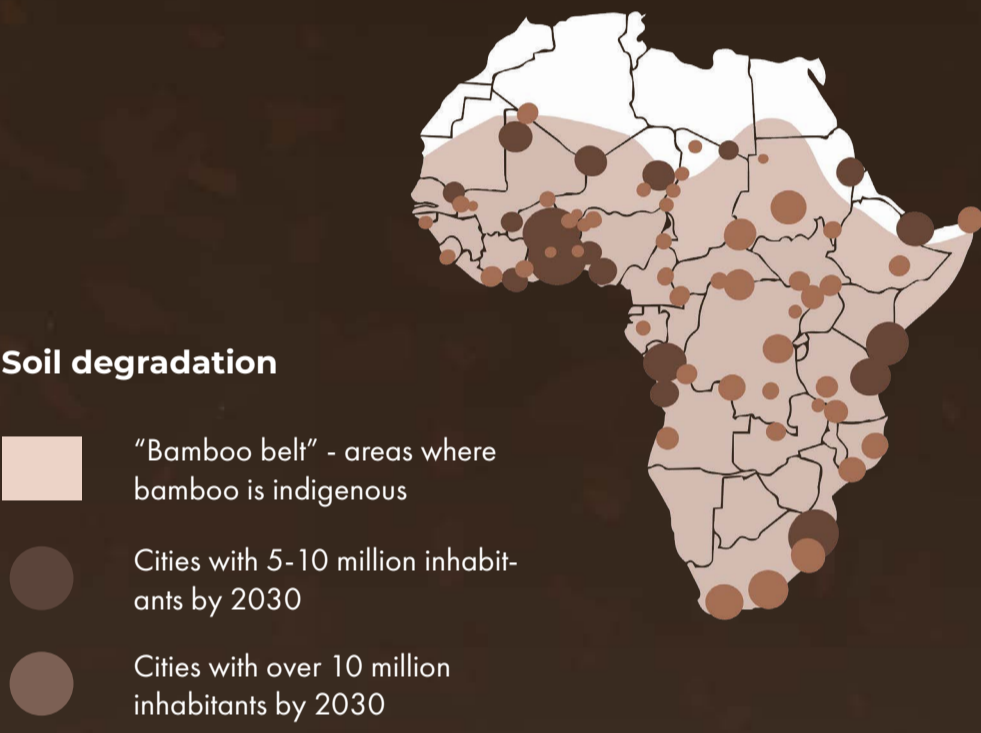 Soil degradation
“Bamboo belt” - areas where
bamboo is indigenous
Cities with 5-10 million inhabit-
ants by 2030
Cities with over 10 million
inhabitants by 2030